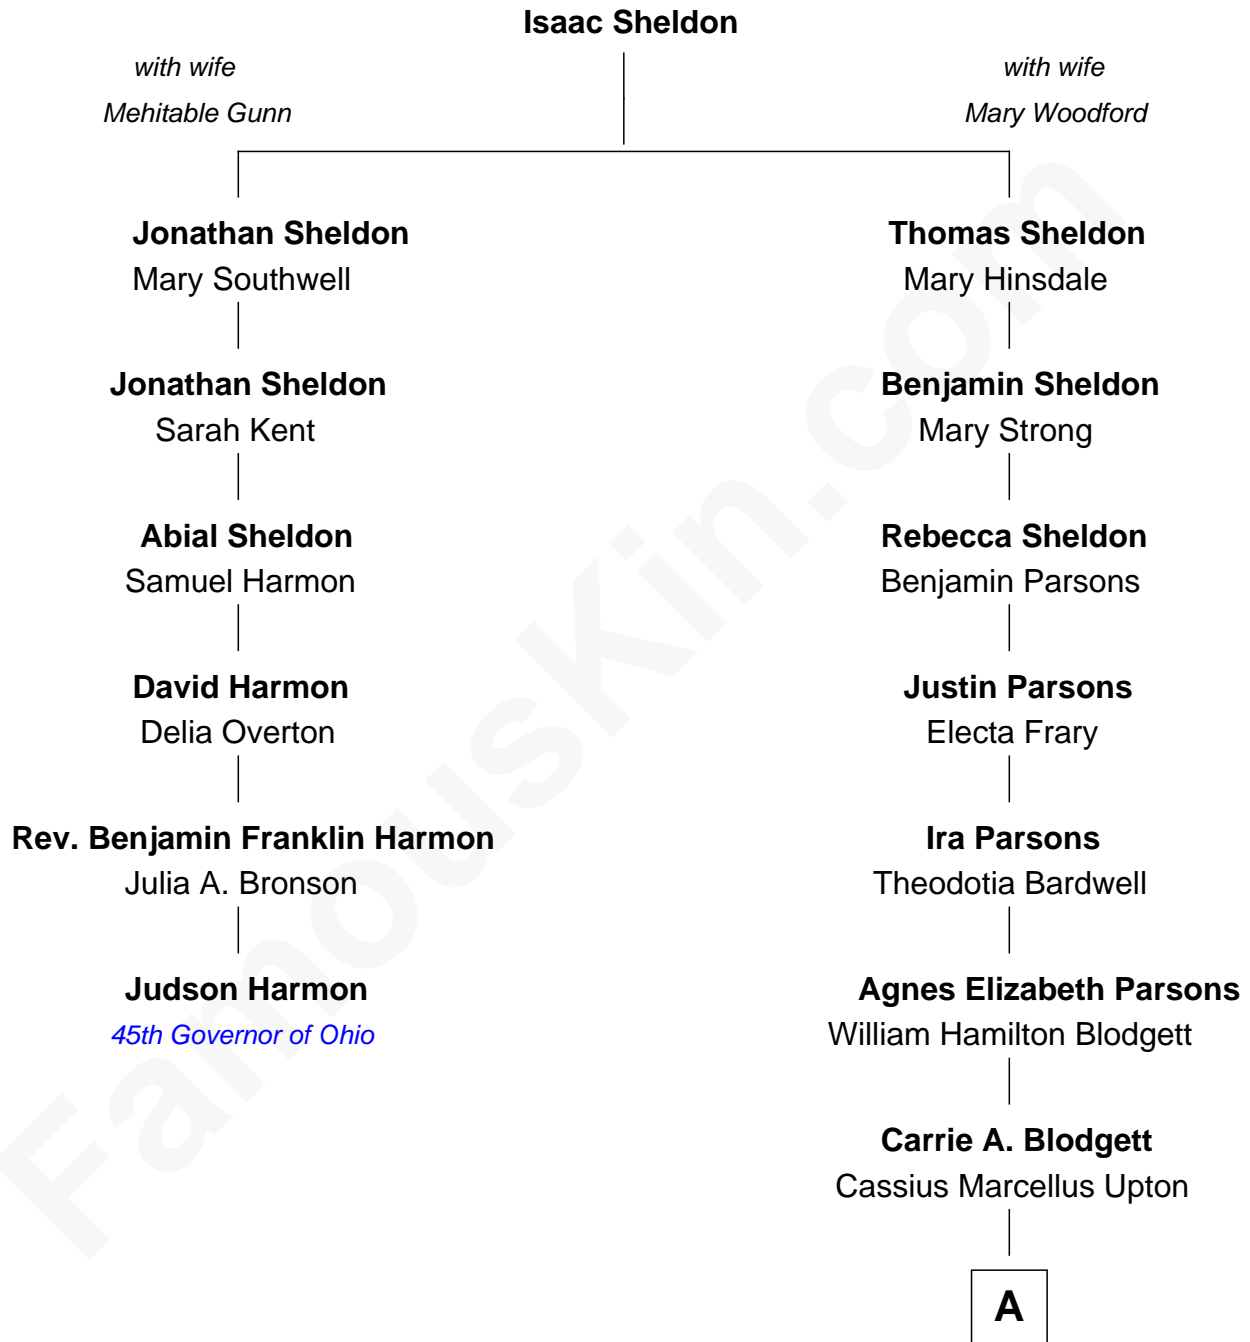 Isaac Sheldon
with wife
Mehitable Gunn
with wife
Mary Woodford
Jonathan Sheldon
Mary Southwell
Jonathan Sheldon
Sarah Kent
Abial Sheldon
Samuel Harmon
David Harmon
Delia Overton
Rev. Benjamin Franklin Harmon
Julia A. Bronson
Judson Harmon
45th Governor of Ohio
Thomas Sheldon
Mary Hinsdale
Benjamin Sheldon
Mary Strong
Rebecca Sheldon
Benjamin Parsons
Justin Parsons
Electa Frary
Ira Parsons
Theodotia Bardwell
Agnes Elizabeth Parsons
William Hamilton Blodgett
Carrie A. Blodgett
Cassius Marcellus Upton
A
FamousKin.com